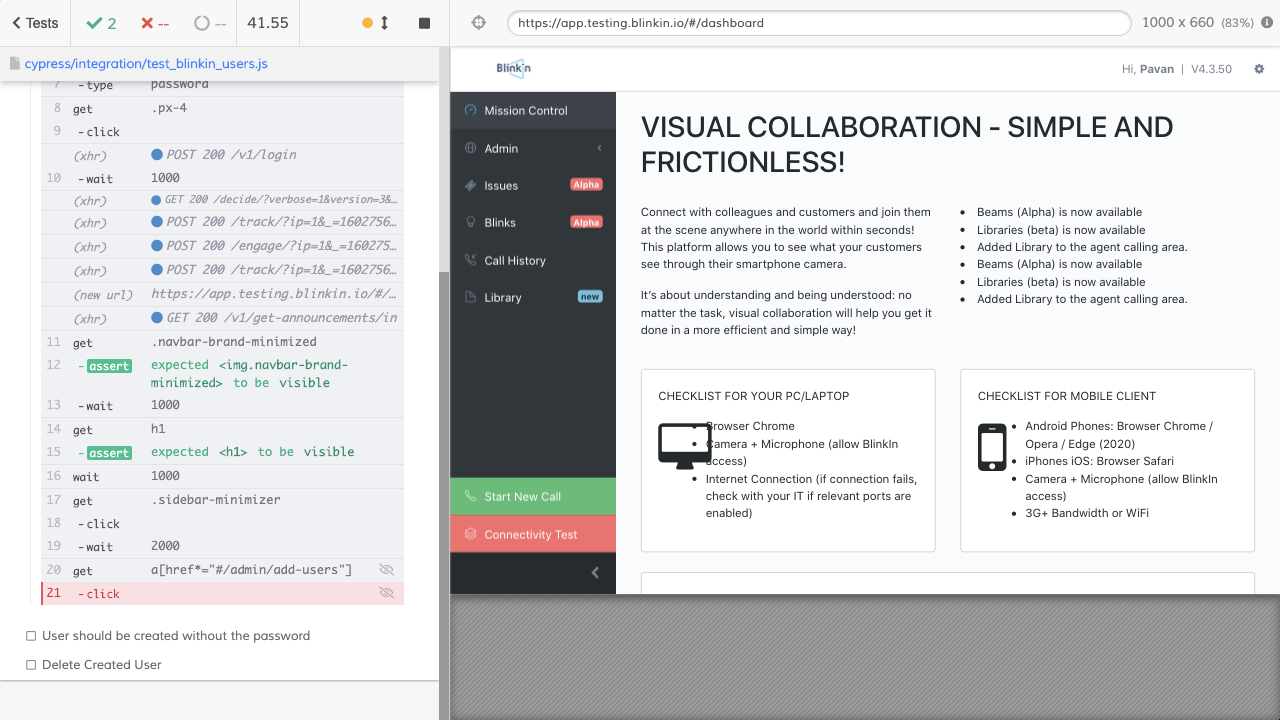 Tests
2
--
--
41.55
https://app.testing.blinkin.io/#/dashboard
1000 x 660 (83%)
cypress/integration/test_blinkin_users.js
7 - type password
8 get .px-4
9 - click
(xhr) POST 200 /v1/login
10 - wait 1000
(xhr) GET 200 /decide/?verbose=1&version=3&…
(xhr) POST 200 /track/?ip=1&_=1602756…
(xhr) POST 200 /engage/?ip=1&_=160275…
(xhr) POST 200 /track/?ip=1&_=1602756…
(new url) https://app.testing.blinkin.io/#/…
(xhr) GET 200 /v1/get-announcements/in
11 get .navbar-brand-minimized
12 - assert expected <img.navbar-brand-
minimized> to be visible
13 - wait 1000
14 get h1
15 - assert expected <h1> to be visible
16 wait 1000
17 get .sidebar-minimizer
18 - click
19 - wait 2000
20 get a[href*="#/admin/add-users"]
21 - click
User should be created without the password
Delete Created User
Blinkin
Hi, Pavan | V4.3.50
Mission Control
Admin
Issues Alpha
Blinks Alpha
Call History
Library new
Start New Call
Connectivity Test
VISUAL COLLABORATION - SIMPLE AND
FRICTIONLESS!
Connect with colleagues and customers and join them
at the scene anywhere in the world within seconds!
This platform allows you to see what your customers
see through their smartphone camera.
It's about understanding and being understood: no
matter the task, visual collaboration will help you get it
done in a more efficient and simple way!
• Beams (Alpha) is now available
• Libraries (beta) is now available
• Added Library to the agent calling area.
• Beams (Alpha) is now available
• Libraries (beta) is now available
• Added Library to the agent calling area.
CHECKLIST FOR YOUR PC/LAPTOP
• Browser Chrome
• Camera + Microphone (allow BlinkIn
access)
• Internet Connection (if connection fails,
check with your IT if relevant ports are
enabled)
CHECKLIST FOR MOBILE CLIENT
• Android Phones: Browser Chrome /
Opera / Edge (2020)
• iPhones iOS: Browser Safari
• Camera + Microphone (allow BlinkIn
access)
• 3G+ Bandwidth or WiFi